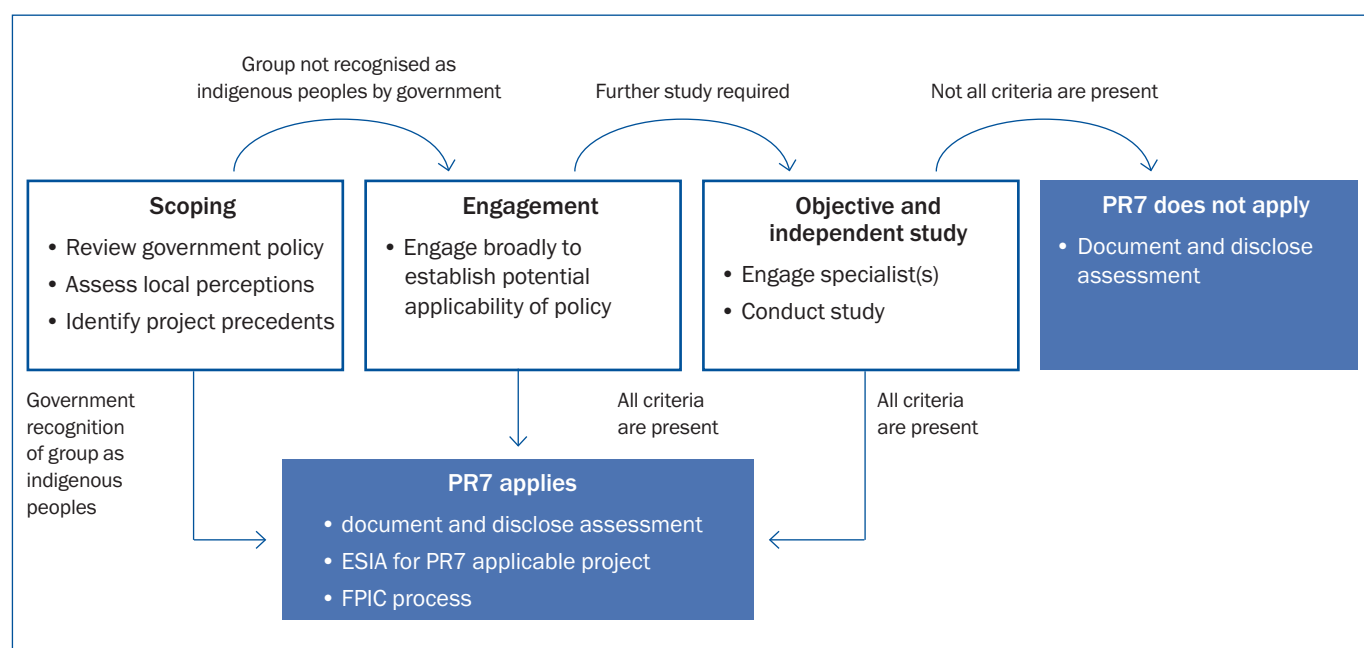 Group not recognised as
indigenous peoples by government
Further study required
Not all criteria are present
Scoping
• Review government policy
• Assess local perceptions
• Identify project precedents
Engagement
• Engage broadly to
establish potential
applicability of policy
Objective and
independent study
• Engage specialist(s)
• Conduct study
PR7 does not apply
• Document and disclose
assessment
Government
recognition
of group as
indigenous
peoples
All criteria
are present
All criteria
are present
PR7 applies
• document and disclose assessment
• ESIA for PR7 applicable project
• FPIC process